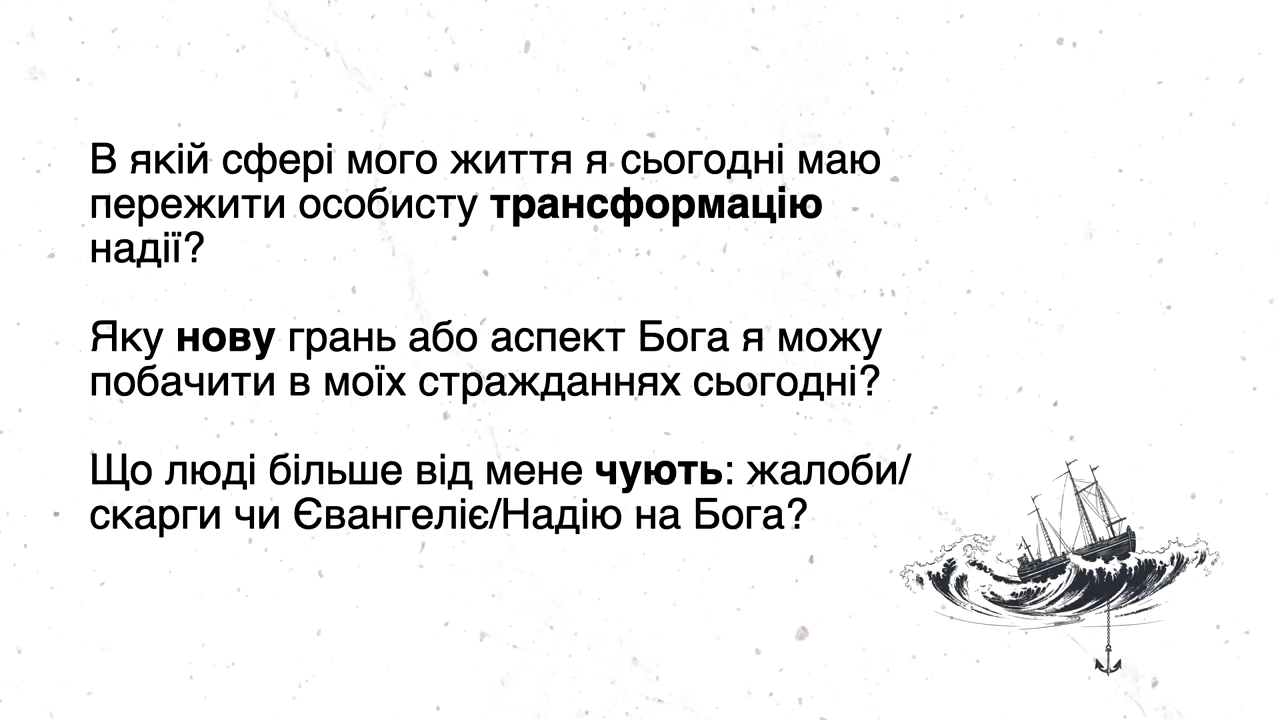 В якій сфері мого життя я сьогодні маю
пережити особисту трансформацію
надії?
Яку нову грань або аспект Бога я можу
побачити в моїх стражданнях сьогодні?
Що люді більше від мене чують: жалоби/
скарги чи Євангеліє/Надію на Бога?